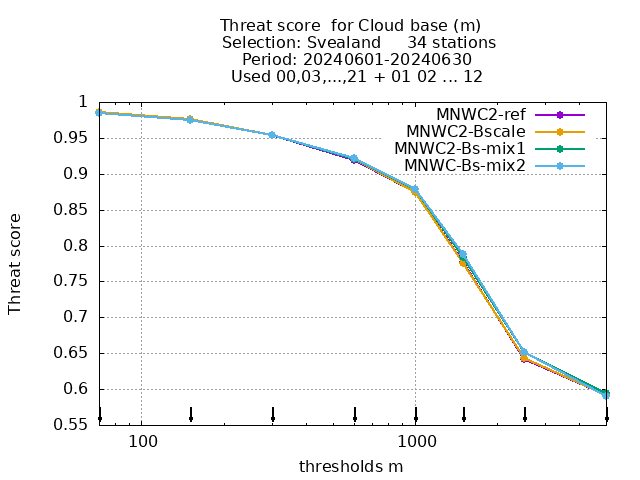 Threat score  for Cloud base (m)
Selection: Svealand     34 stations
Period: 20240601-20240630
Used 00,03,...,21 + 01 02 ... 12
MNWC2-ref
MNWC2-Bscale
MNWC2-Bs-mix1
MNWC-Bs-mix2
Threat score
1
0.95
0.9
0.85
0.8
0.75
0.7
0.65
0.6
0.55
100
1000
thresholds m